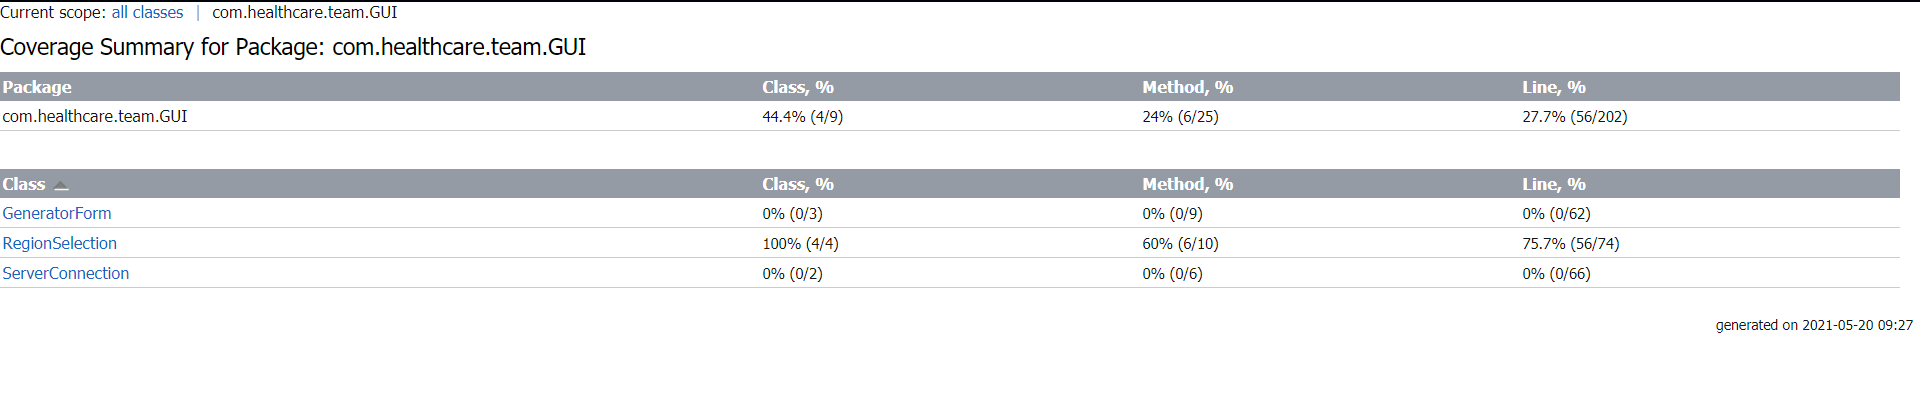 Current scope: all classes | com.healthcare.team.GUI
Coverage Summary for Package: com.healthcare.team.GUI
Package Class, % Method, % Line, %
com.healthcare.team.GUI 44.4% (4/9) 24% (6/25) 27.7% (56/202)
Class Class, % Method, % Line, %
GeneratorForm 0% (0/3) 0% (0/9) 0% (0/62)
RegionSelection 100% (4/4) 60% (6/10) 75.7% (56/74)
ServerConnection 0% (0/2) 0% (0/6) 0% (0/66)
generated on 2021-05-20 09:27